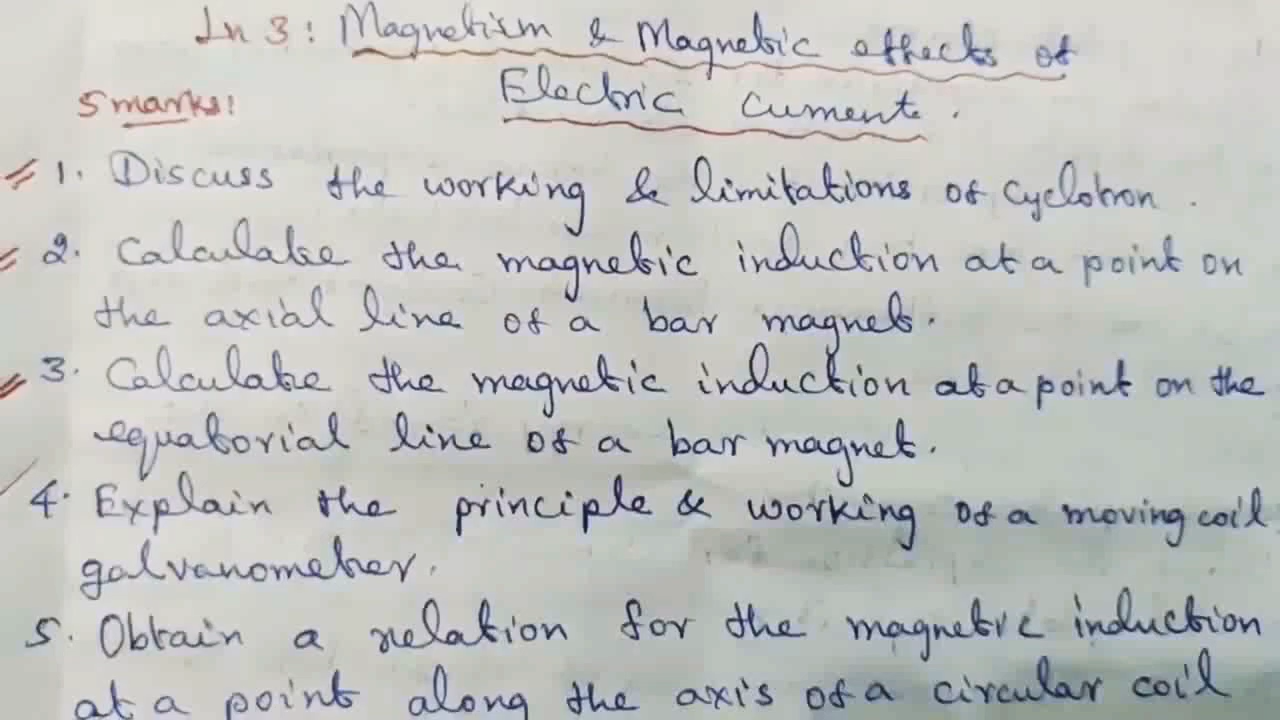 Ln 3: Magnetism & Magnetic effects of
Electric Current.
5 marks:
1. Discuss the working & limitations of cyclotron.
2. Calculate the magnetic induction at a point on
the axial line of a bar magnet.
3. Calculate the magnetic induction at a point on the
equatorial line of a bar magnet.
4. Explain the principle & working of a moving coil
galvanometer.
5. Obtain a relation for the magnetic induction
at a point along the axis of a circular coil